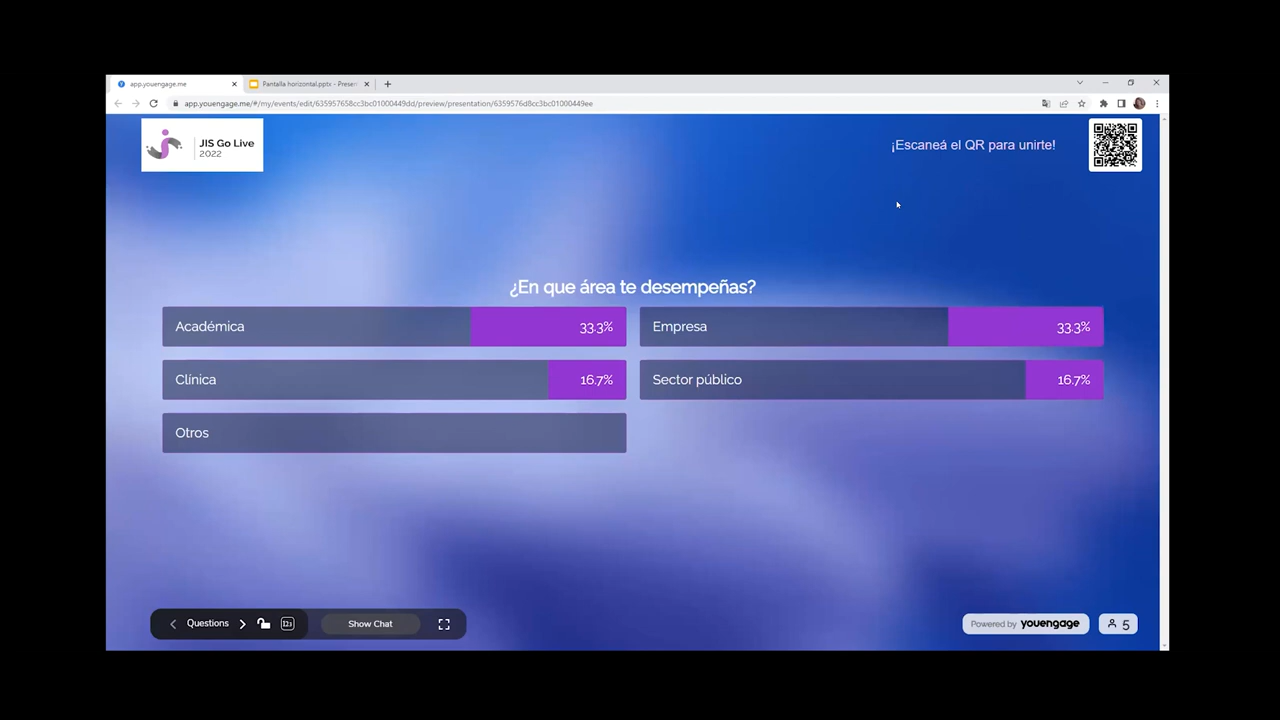 app.youengage.me
Pantalla horizontal.pptx - Presen
app.youengage.me/#/my/events/edit/635957658cc3bc01000449dd/preview/presentation/6359576d8cc3bc01000449ee
JIS Go Live
2022
¡Escaneá el QR para unirte!
¿En que área te desempeñas?
Académica 33.3%
Empresa 33.3%
Clínica 16.7%
Sector público 16.7%
Otros
Questions
Show Chat
Powered by youengage
5